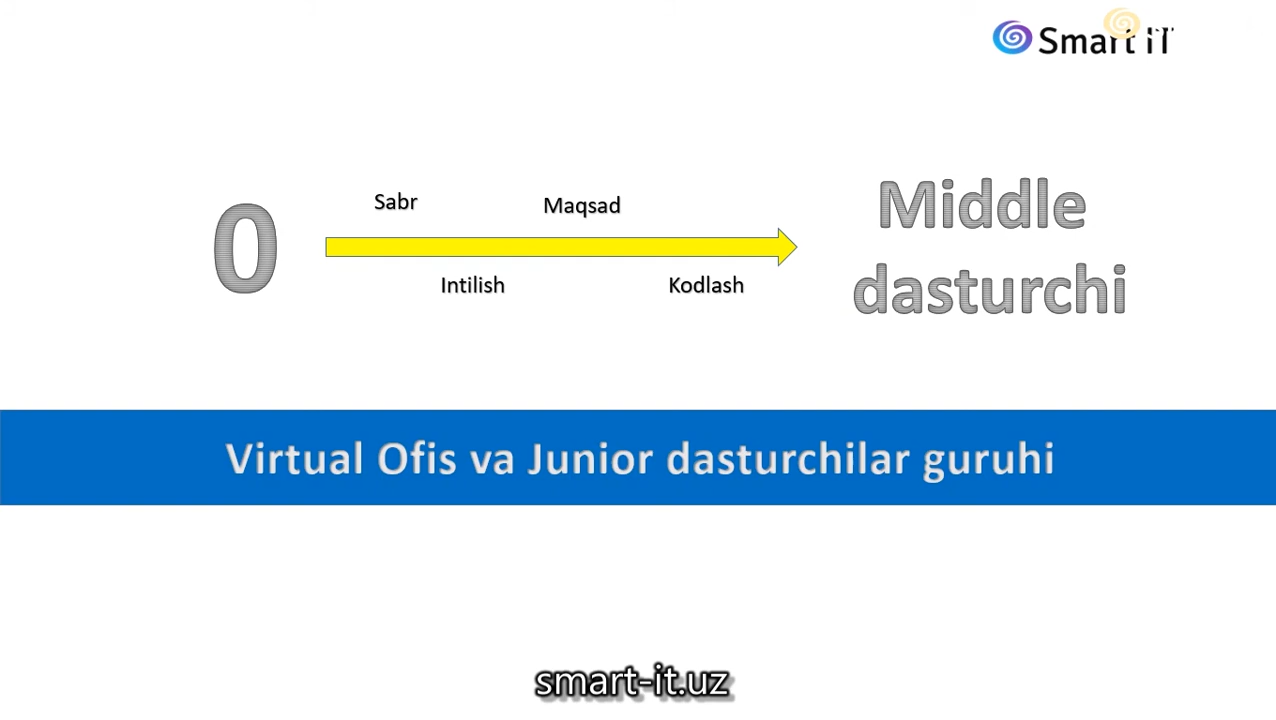 Smart IT
Sabr
Maqsad
0
Middle
dasturchi
Intilish
Kodlash
Virtual Ofis va Junior dasturchilar guruhi
smart-it.uz